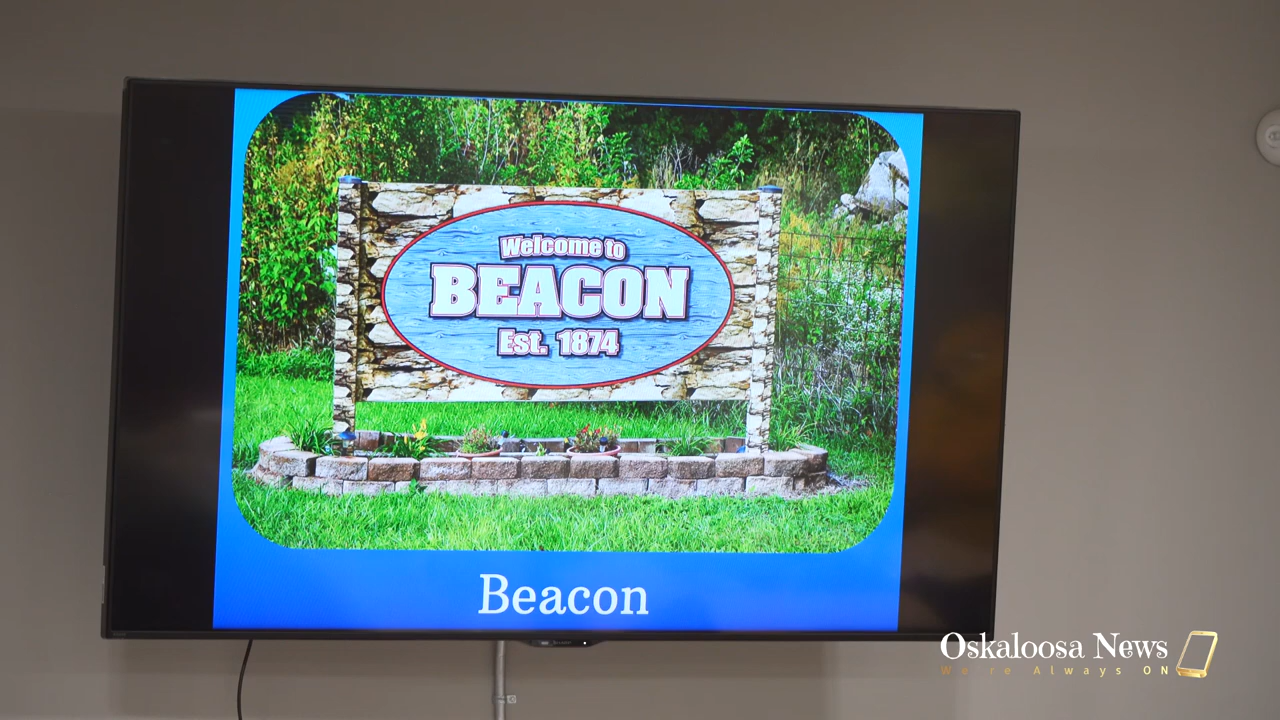 Welcome to
BEACON
Est. 1874
Beacon
Oskaloosa News
We're Always ON